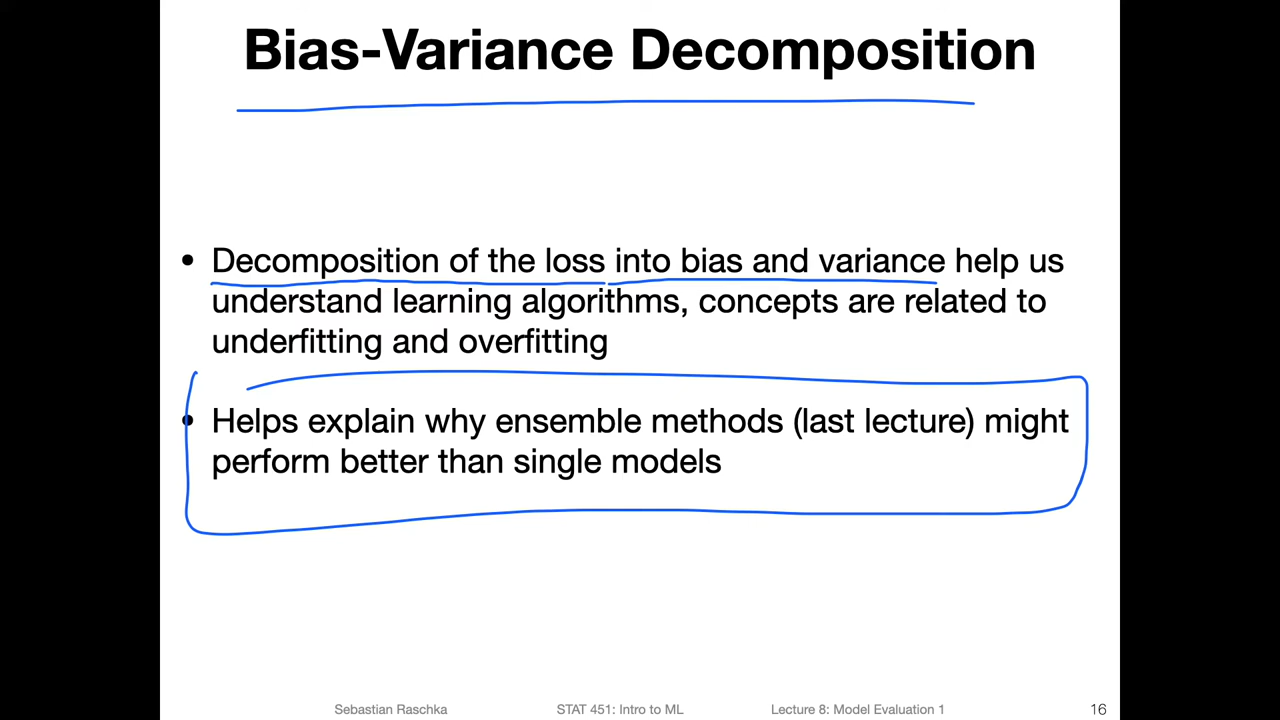 Bias-Variance Decomposition
• Decomposition of the loss into bias and variance help us
understand learning algorithms, concepts are related to
underfitting and overfitting
• Helps explain why ensemble methods (last lecture) might
perform better than single models
Sebastian Raschka STAT 451: Intro to ML Lecture 8: Model Evaluation 1 16